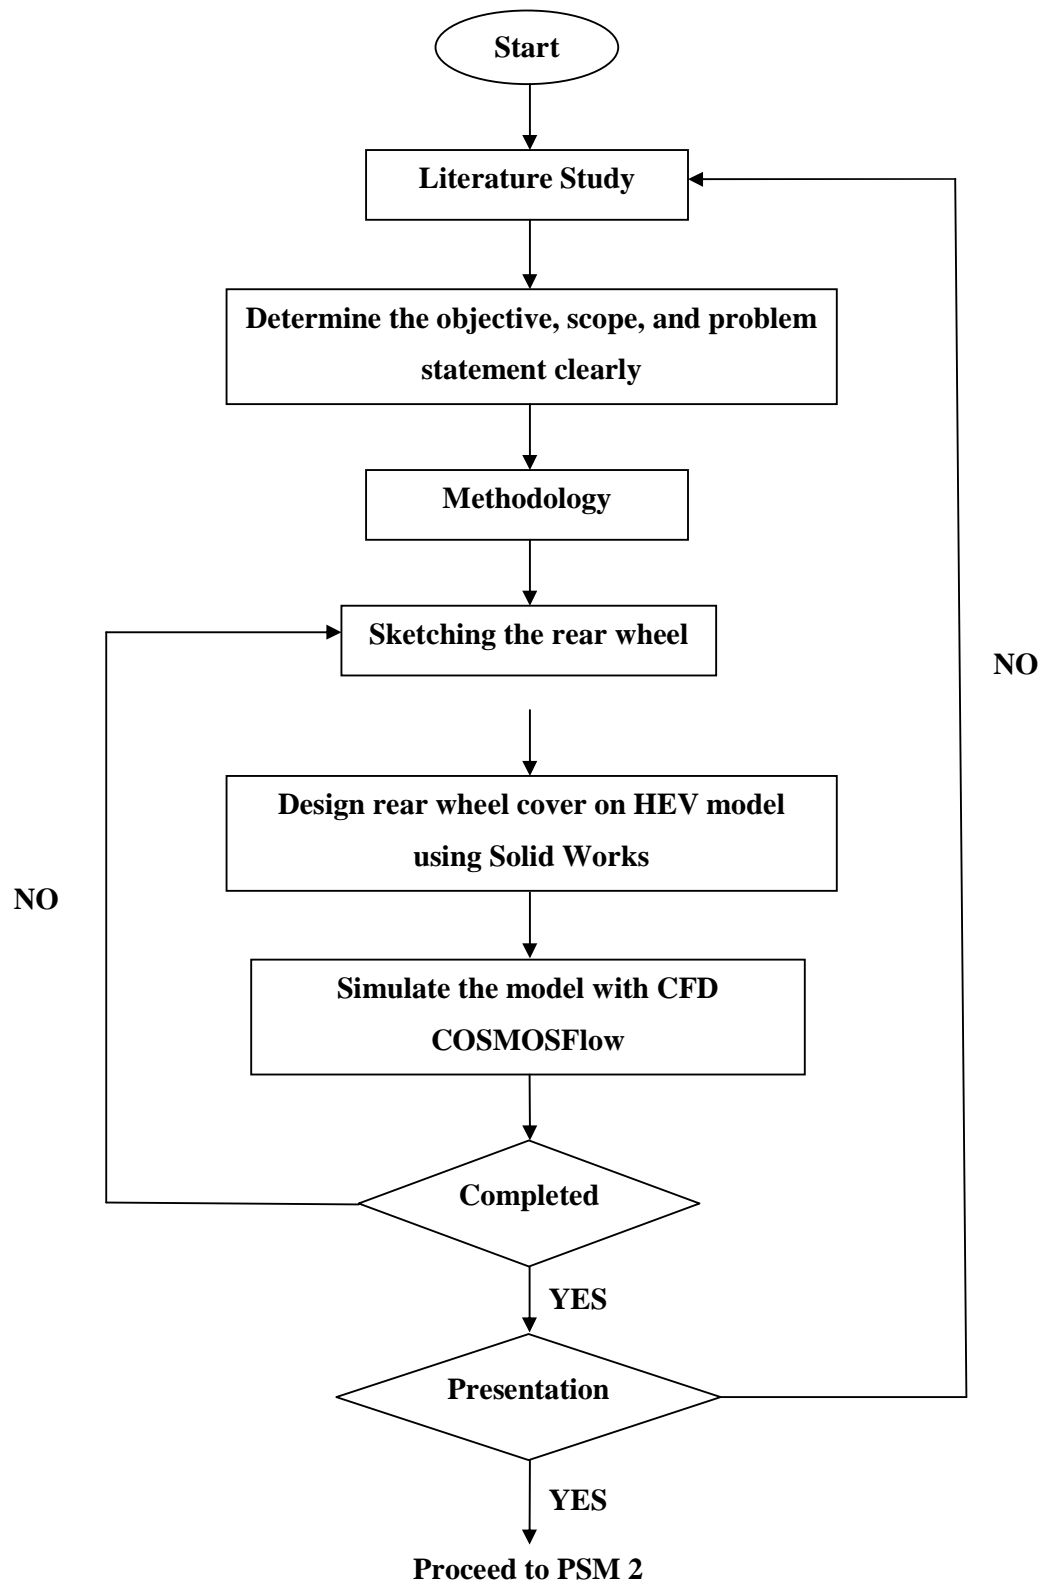 Start
Literature Study
Determine the objective, scope, and problem
statement clearly
Methodology
Sketching the rear wheel
NO
Design rear wheel cover on HEV model
using Solid Works
NO
Simulate the model with CFD
COSMOSFlow
Completed
YES
Presentation
YES
Proceed to PSM 2